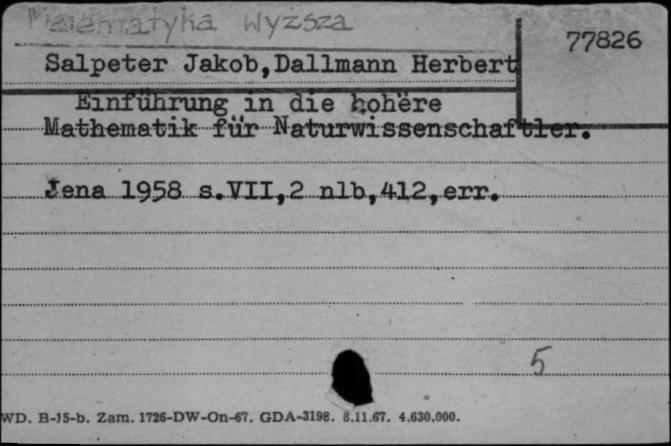 Matematyka Wyższa
77826
Salpeter Jakob,Dallmann Herbert
Einführung in die hohëre
Mathematik für Naturwissenschaftler.
Jena 1958 s.VII,2 nlb,412,err.
5
WD. B-15-b. Zam. 1726-DW-On-67. GDA-3198. 8.11.67. 4.630.000.